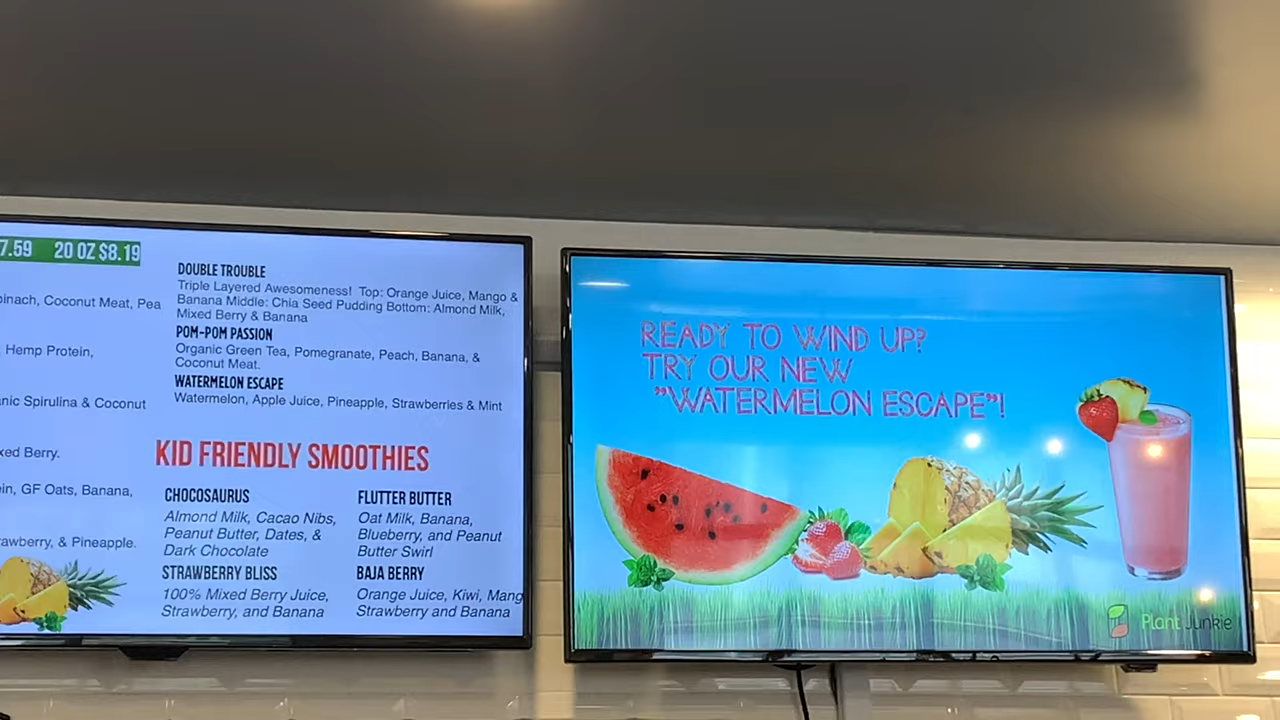 7.59 20 OZ $8.19
Coconut Meat, Pea
Hemp Protein,
Spirulina & Coconut
Berry.
GF Oats, Banana,
& Pineapple.
DOUBLE TROUBLE
Triple Layered Awesomeness! Top: Orange Juice, Mango &
Banana Middle: Chia Seed Pudding Bottom: Almond Milk,
Mixed Berry & Banana
POM-POM PASSION
Organic Green Tea, Pomegranate, Peach, Banana, &
Coconut Meat.
WATERMELON ESCAPE
Watermelon, Apple Juice, Pineapple, Strawberries & Mint
KID FRIENDLY SMOOTHIES
CHOCOSAURUS
Almond Milk, Cacao Nibs,
Peanut Butter, Dates, &
Dark Chocolate
STRAWBERRY BLISS
100% Mixed Berry Juice,
Strawberry, and Banana
FLUTTER BUTTER
Oat Milk, Banana,
Blueberry, and Peanut
Butter Swirl
BAJA BERRY
Orange Juice, Kiwi, Mang
Strawberry and Banana
READY TO WIND UP?
TRY OUR NEW
"WATERMELON ESCAPE"!
Plant Junkie